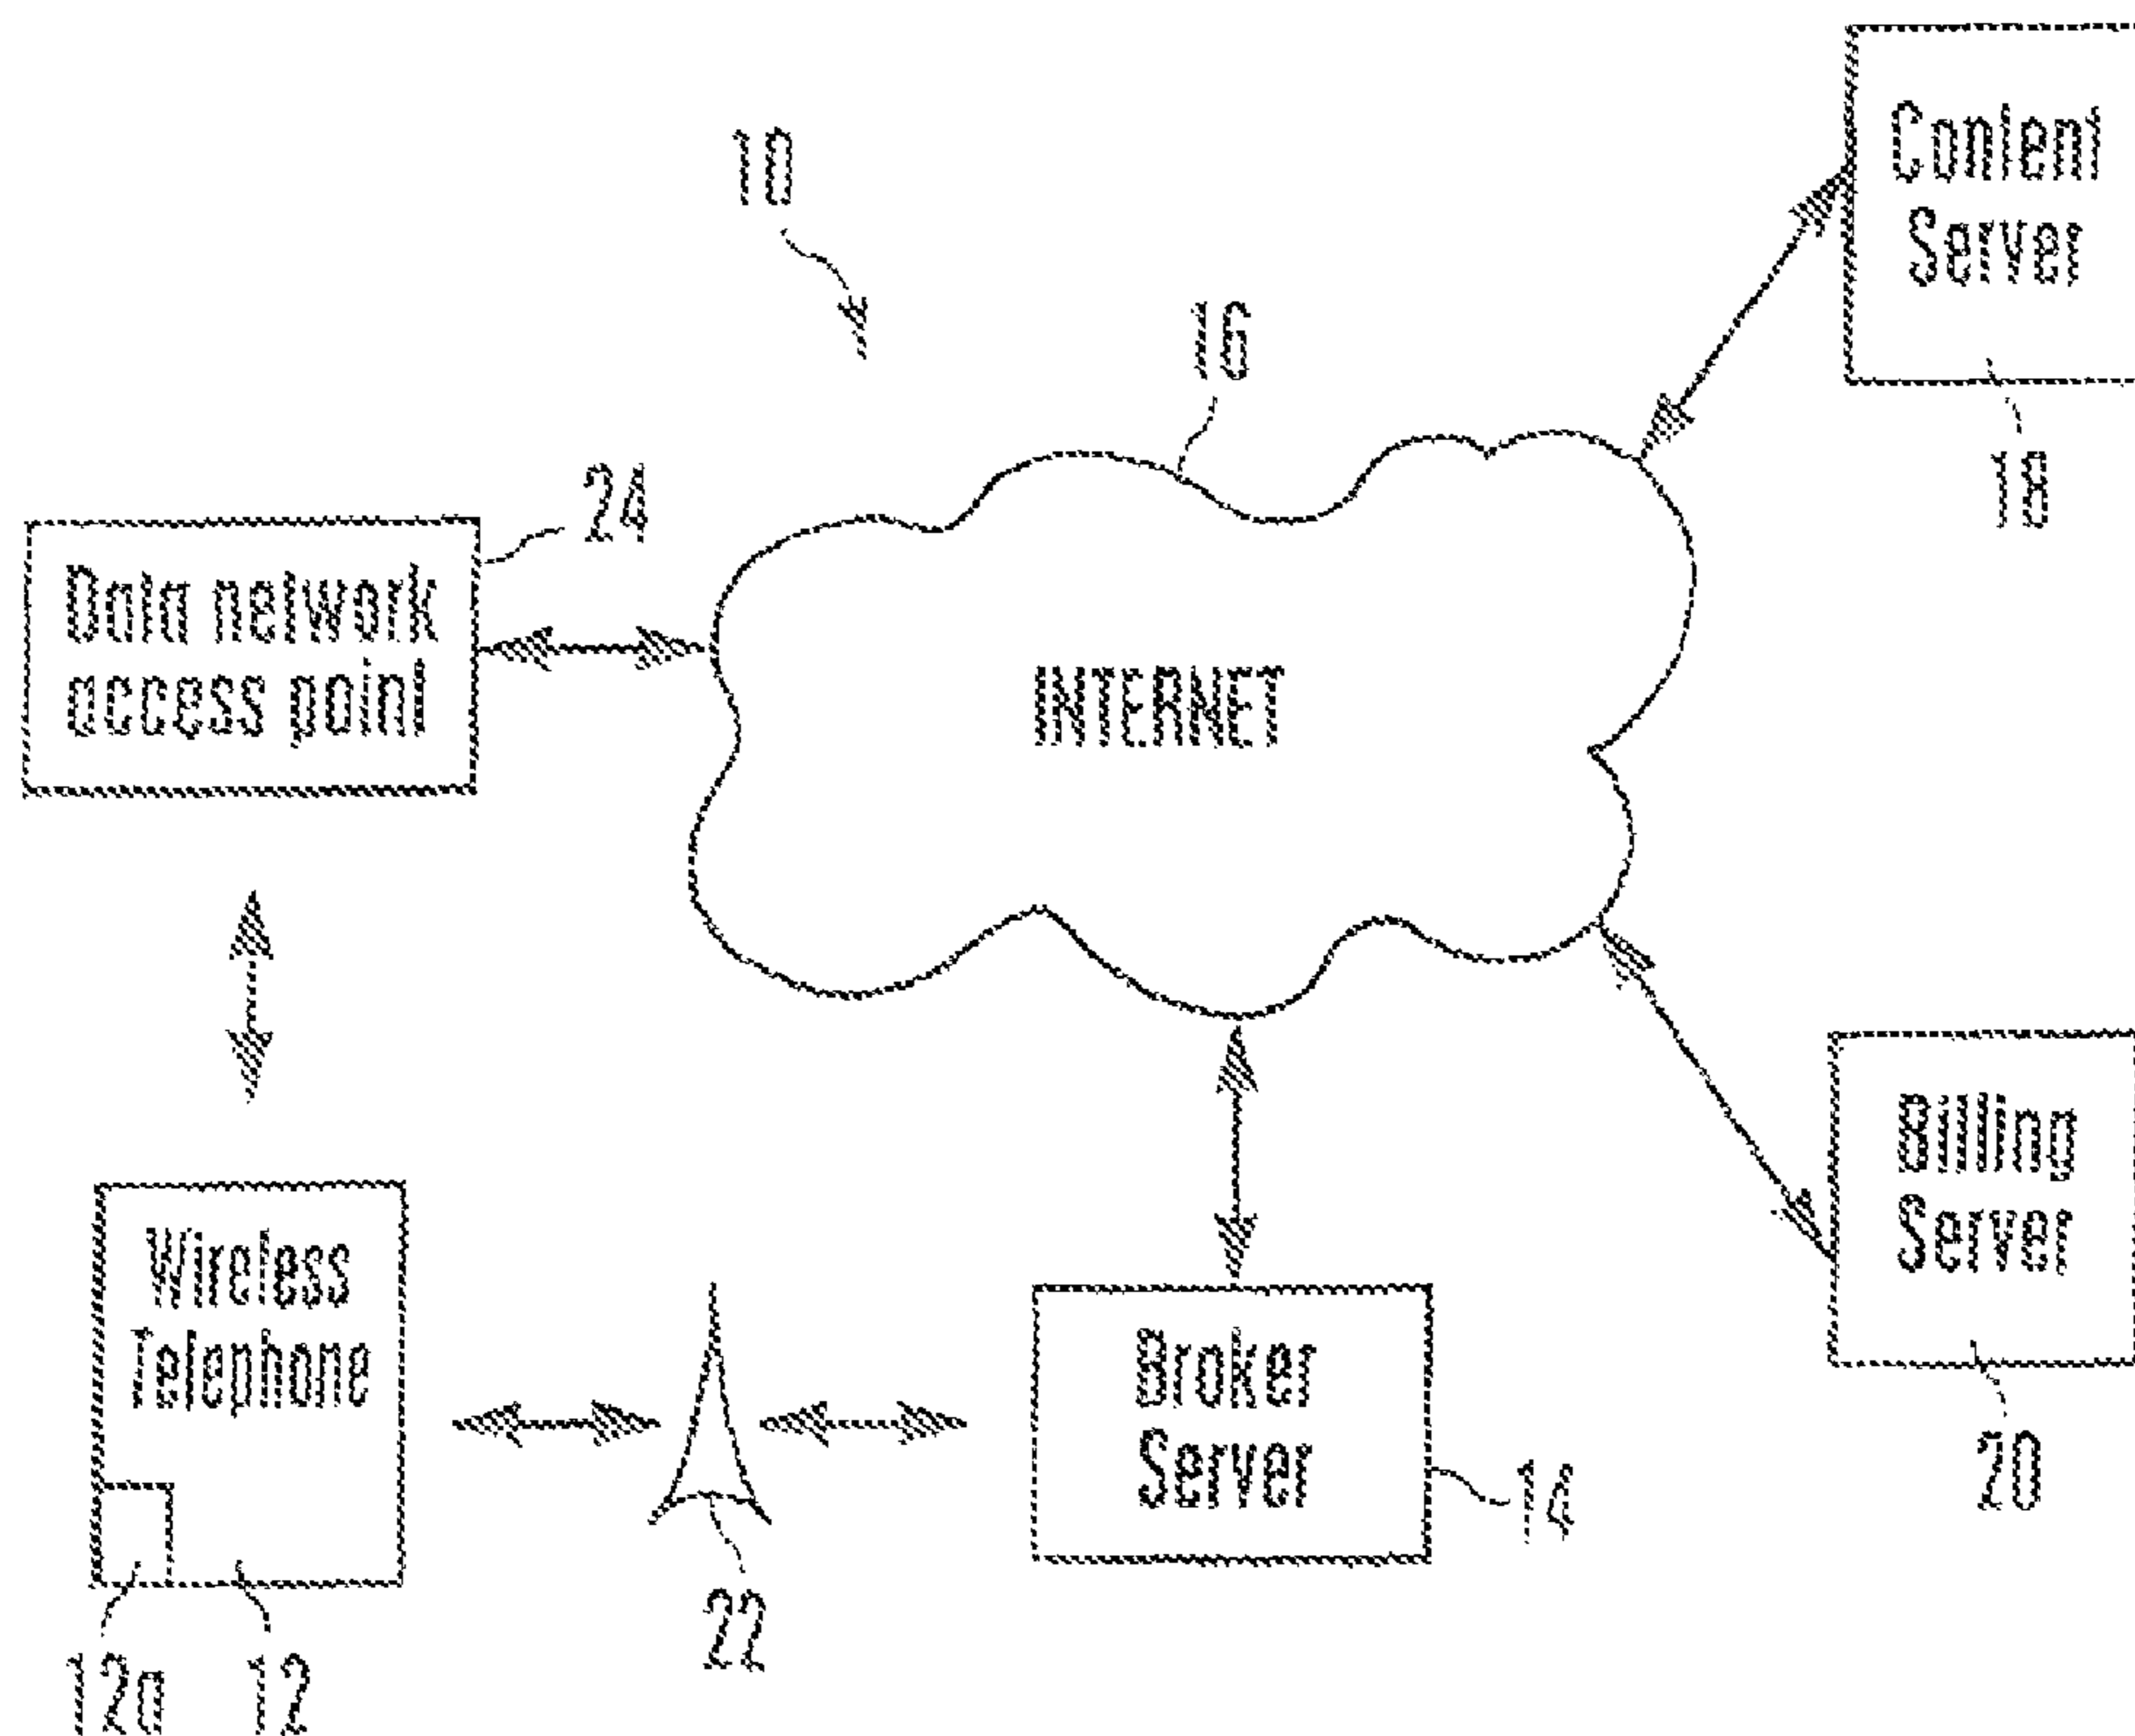 10
Content
Server
18
16
24
Data network
access point
INTERNET
Billing
Server
20
Wireless
Telephone
Broker
Server
14
22
12a
12